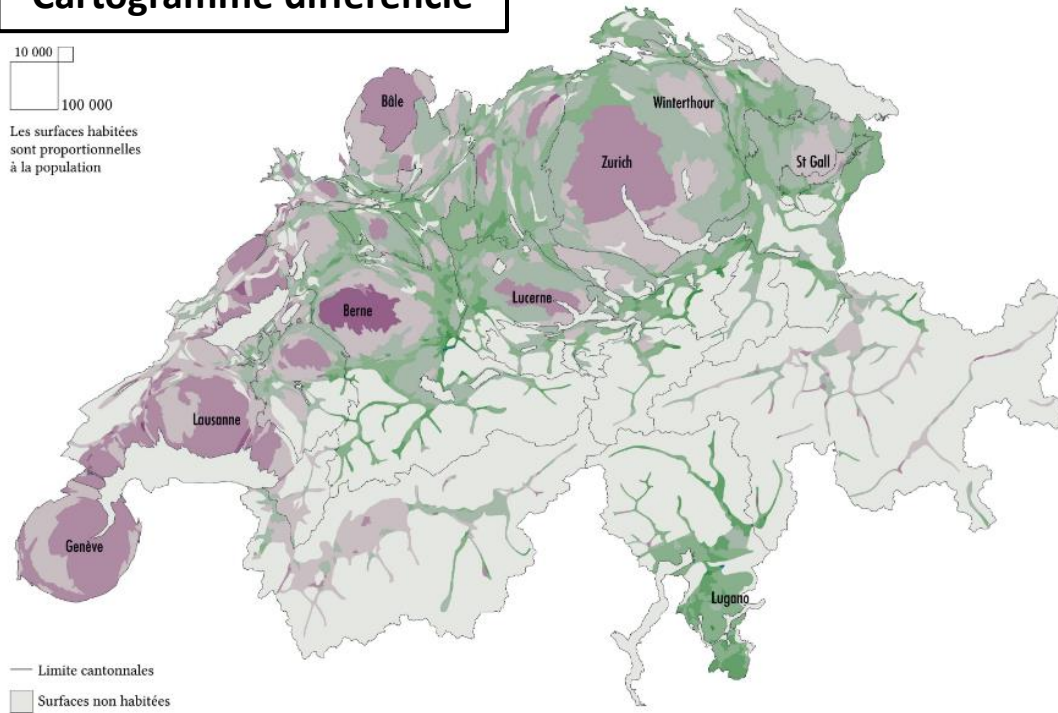 Cartogramme différencié
10 000
100 000
Les surfaces habitées
sont proportionnelles
à la population
Bâle
Winterthour
Zurich
St Gall
Berne
Lucerne
Lausanne
Genève
Lugano
Limite cantonnales
Surfaces non habitées